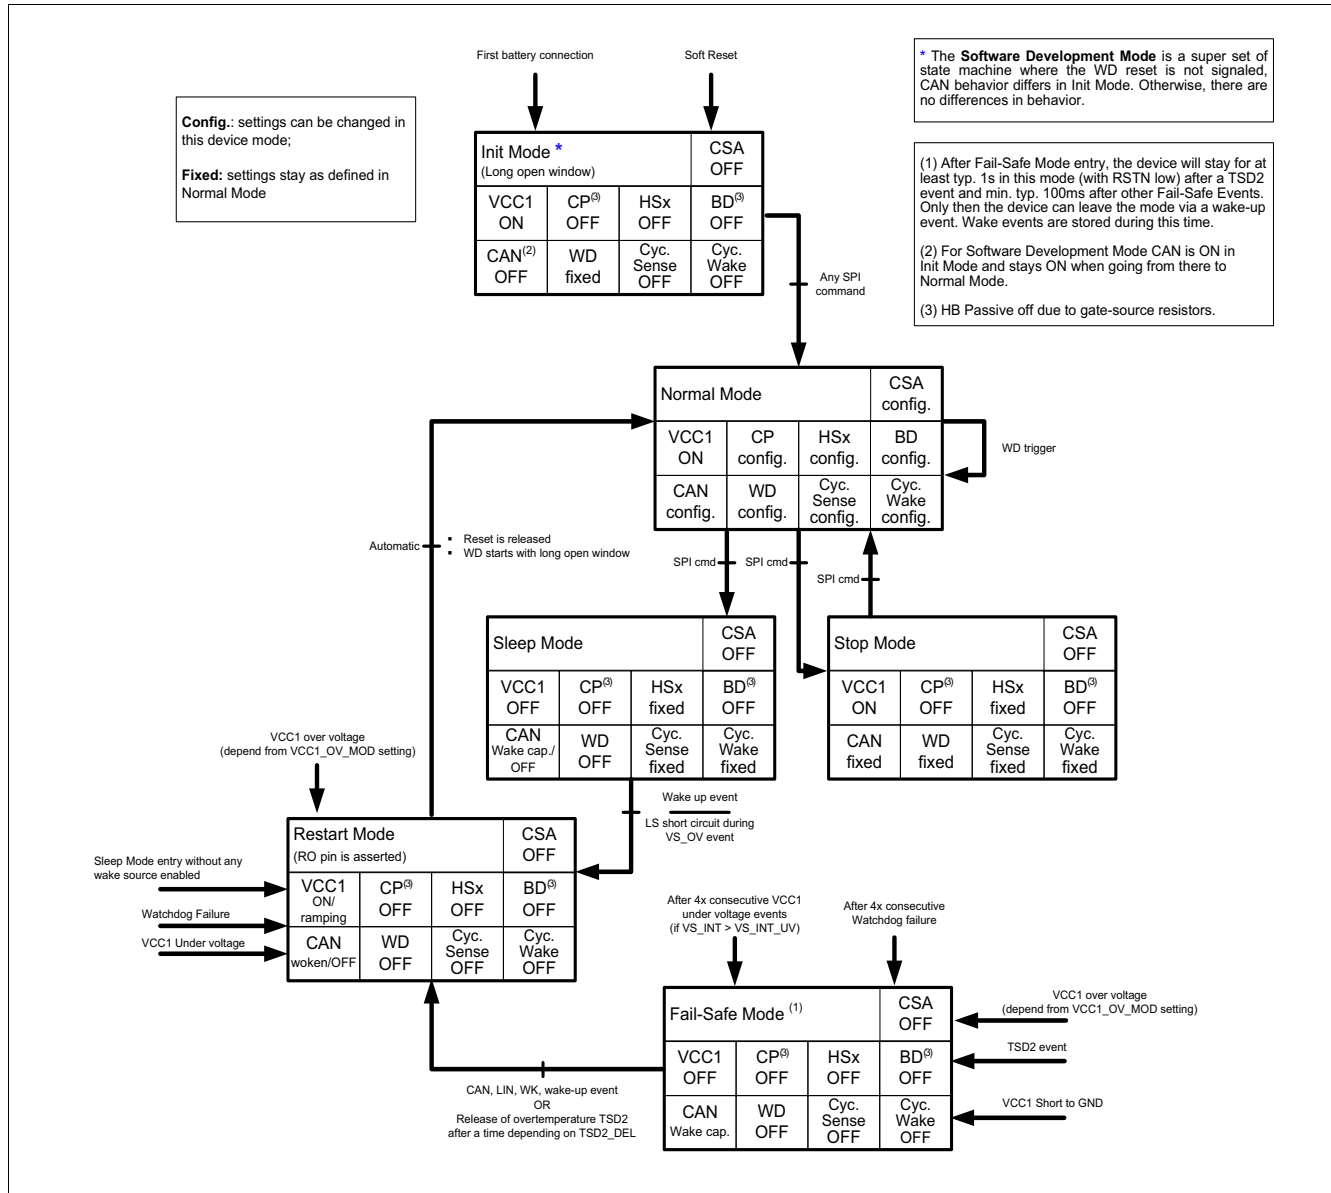 First battery connection
Soft Reset
* The Software Development Mode is a super set of
state machine where the WD reset is not signaled,
CAN behavior differs in Init Mode. Otherwise, there are
no differences in behavior.
Config.: settings can be changed in
this device mode;
Fixed: settings stay as defined in
Normal Mode
(1) After Fail-Safe Mode entry, the device will stay for at
least typ. 1s in this mode (with RSTN low) after a TSD2
event and min. typ. 100ms after other Fail-Safe Events.
Only then the device can leave the mode via a wake-up
event. Wake events are stored during this time.
(2) For Software Development Mode CAN is ON in
Init Mode and stays ON when going from there to
Normal Mode.
(3) HB Passive off due to gate-source resistors.
Init Mode *
(Long open window)
CSA
OFF
VCC1
ON
CP(3)
OFF
HSx
OFF
BD(3)
OFF
CAN(2)
OFF
WD
fixed
Cyc.
Sense
OFF
Cyc.
Wake
OFF
Any SPI
command
Normal Mode
CSA
config.
VCC1
ON
CP
config.
HSx
config.
BD
config.
CAN
config.
WD
config.
Cyc.
Sense
config.
Cyc.
Wake
config.
WD trigger
Automatic
▪ Reset is released
▪ WD starts with long open window
SPI cmd
SPI cmd
SPI cmd
Sleep Mode
CSA
OFF
VCC1
OFF
CP(3)
OFF
HSx
fixed
BD(3)
OFF
CAN
Wake cap./
OFF
WD
OFF
Cyc.
Sense
fixed
Cyc.
Wake
fixed
Stop Mode
CSA
OFF
VCC1
ON
CP(3)
OFF
HSx
fixed
BD(3)
OFF
CAN
fixed
WD
fixed
Cyc.
Sense
fixed
Cyc.
Wake
fixed
VCC1 over voltage
(depend from VCC1_OV_MOD setting)
Wake up event
LS short circuit during
VS_OV event
Restart Mode
(RO pin is asserted)
CSA
OFF
VCC1
ON/
ramping
CP(3)
OFF
HSx
OFF
BD(3)
OFF
CAN
woken/OFF
WD
OFF
Cyc.
Sense
OFF
Cyc.
Wake
OFF
Sleep Mode entry without any
wake source enabled
Watchdog Failure
VCC1 Under voltage
After 4x consecutive VCC1
under voltage events
(if VS_INT > VS_INT_UV)
After 4x consecutive
Watchdog failure
Fail-Safe Mode (1)
CSA
OFF
VCC1
OFF
CP(3)
OFF
HSx
OFF
BD(3)
OFF
CAN
Wake cap.
WD
OFF
Cyc.
Sense
OFF
Cyc.
Wake
OFF
VCC1 over voltage
(depend from VCC1_OV_MOD setting)
TSD2 event
VCC1 Short to GND
CAN, LIN, WK, wake-up event
OR
Release of overtemperature TSD2
after a time depending on TSD2_DEL